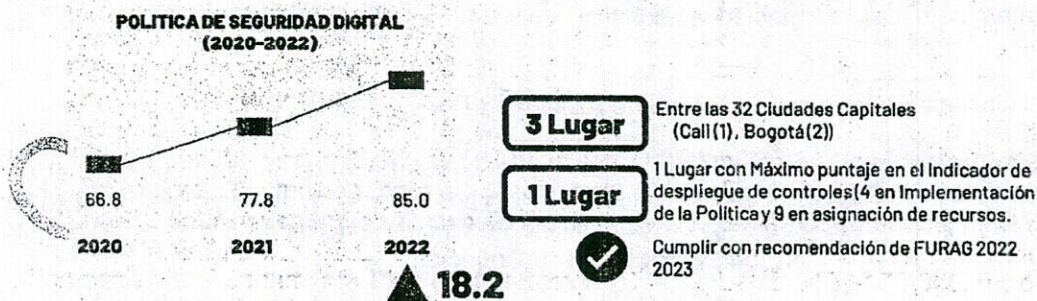 POLITICA DE SEGURIDAD DIGITAL
(2020-2022)
66.8
77.8
85.0
2020
2021
2022
18.2
3 Lugar
Entre las 32 Ciudades Capitales
(Cali(1), Bogotá(2))
1 Lugar
1 Lugar con Máximo puntaje en el Indicador de
despliegue de controles(4 en Implementación
de la Politica y 9 en asignación de recursos.
Cumplir con recomendación de FURAG 2022
2023